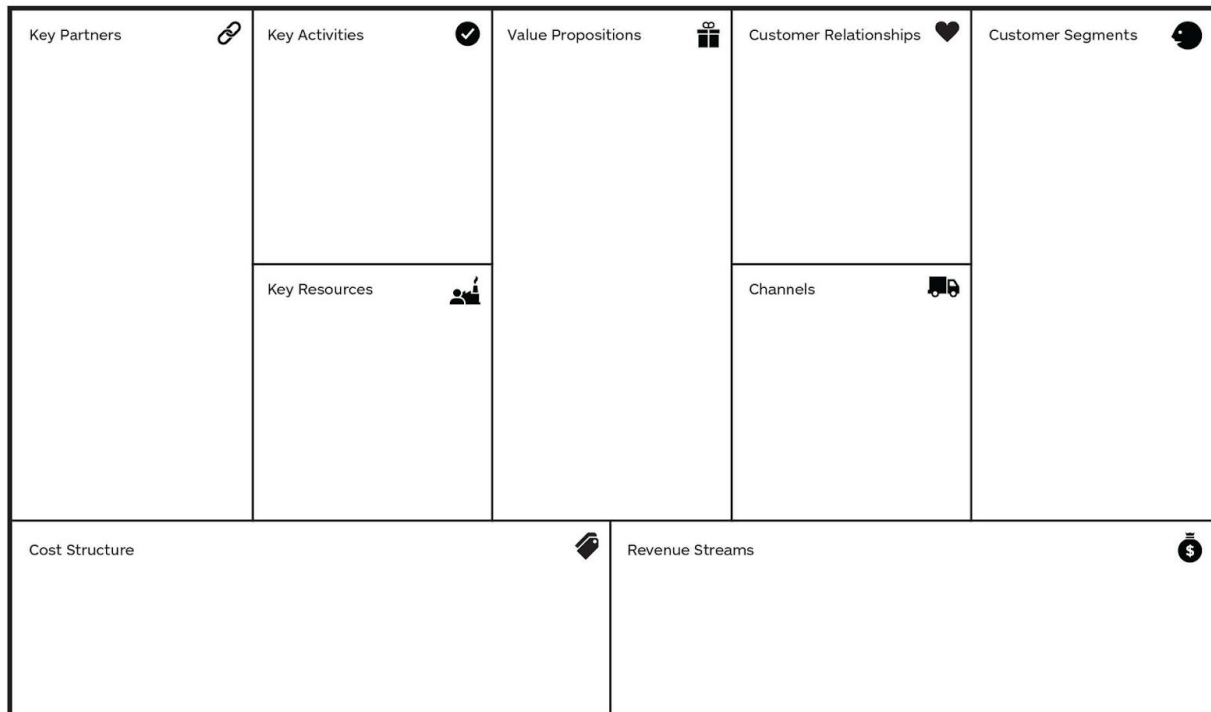 Key Partners
Key Activities
Value Propositions
Customer Relationships
Customer Segments
Key Resources
Channels
Cost Structure
Revenue Streams
$